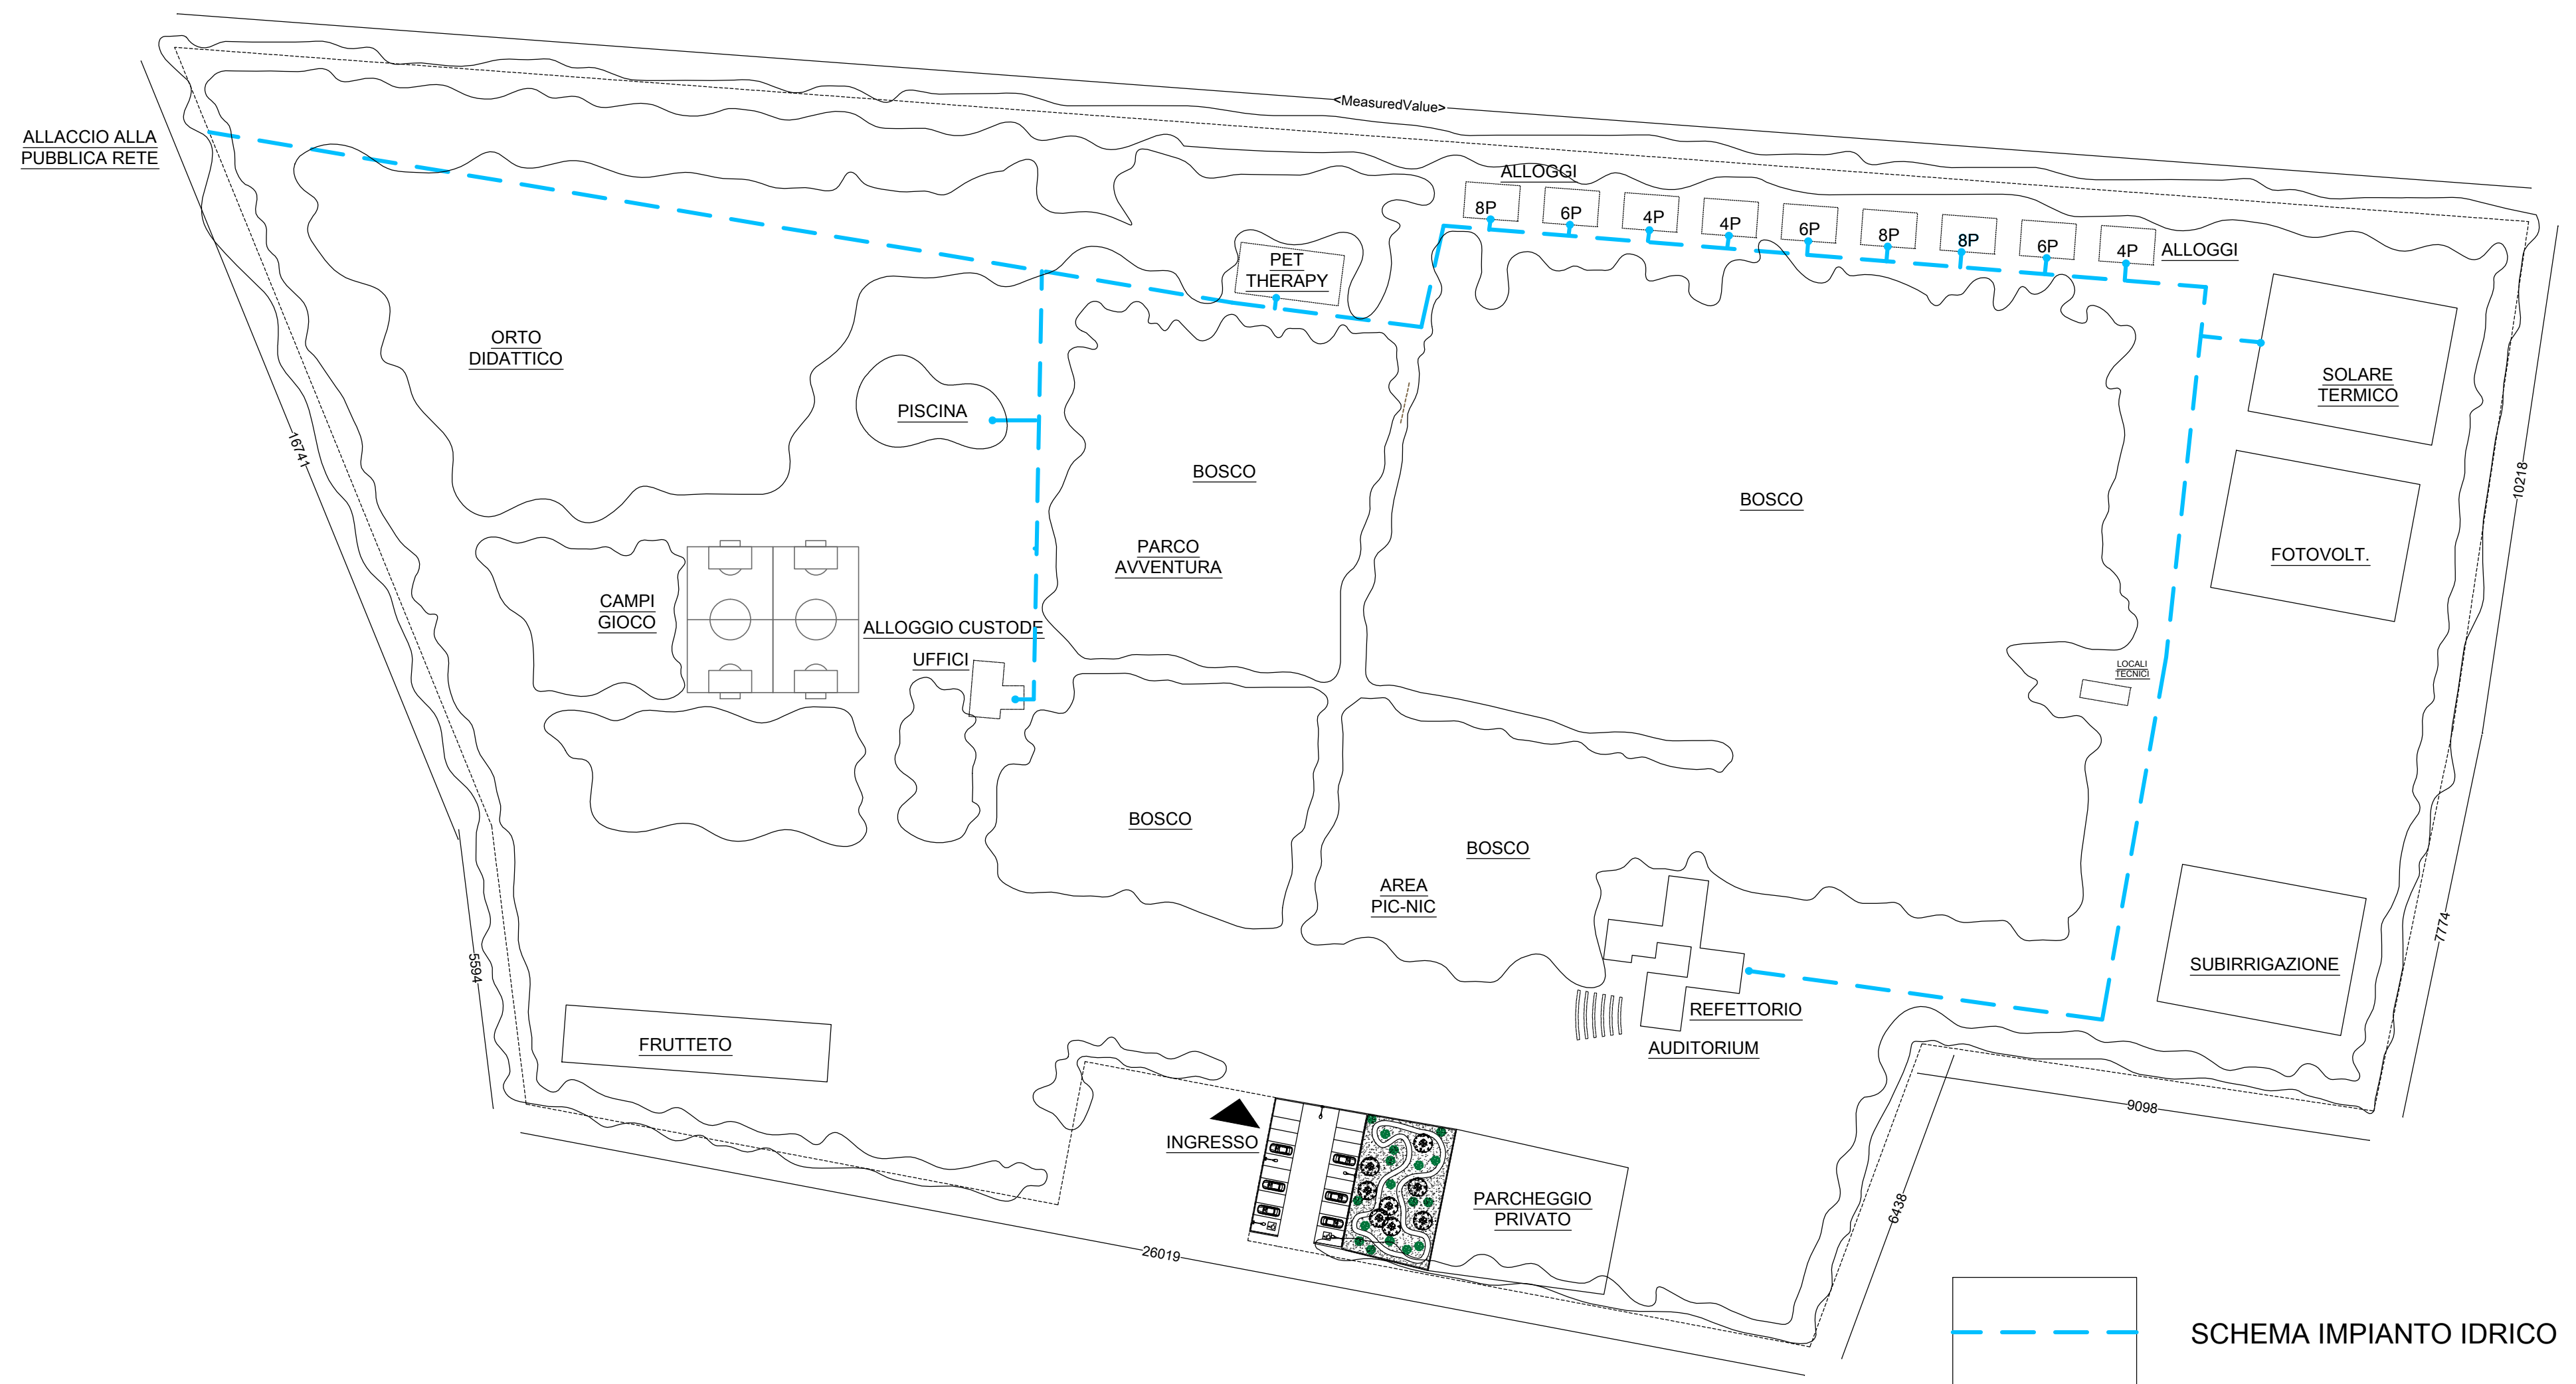 <MeasuredValue>
ALLACCIO ALLA
PUBBLICA RETE
ALLOGGI
8P
6P
4P
4P
6P
8P
8P
6P
4P
ALLOGGI
PET
THERAPY
ORTO
DIDATTICO
PISCINA
SOLARE
TERMICO
16741
BOSCO
BOSCO
10218
PARCO
AVVENTURA
FOTOVOLT.
CAMPI
GIOCO
ALLOGGIO CUSTODE
UFFICI
LOCALI
TECNICI
BOSCO
BOSCO
AREA
PIC-NIC
7774
5594
SUBIRRIGAZIONE
REFETTORIO
FRUTTETO
AUDITORIUM
9098
INGRESSO
PARCHEGGIO
PRIVATO
6438
26019
SCHEMA IMPIANTO IDRICO